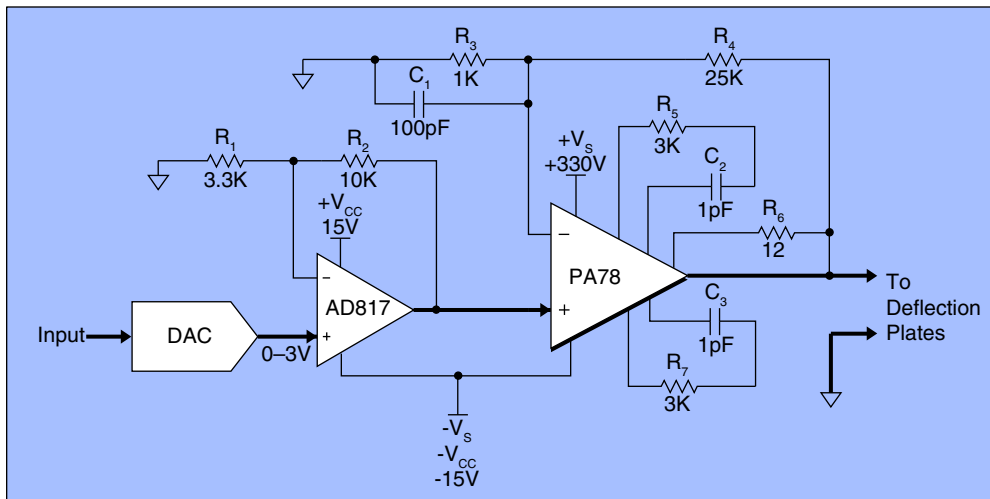 R3
1K
C1
100pF
R4
25K
R5
3K
C2
1pF
R1
3.3K
R2
10K
+VS
+330V
+VCC
15V
R6
12
−
PA78
+
−
AD817
+
Input
DAC
0–3V
C3
1pF
R7
3K
To
Deflection
Plates
-VS
-VCC
-15V